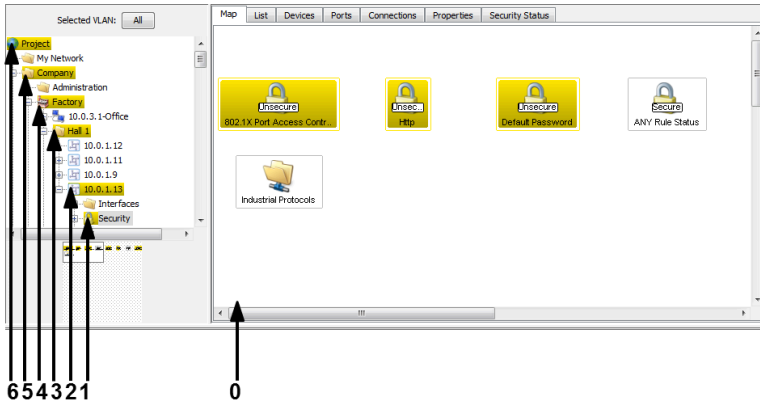 Selected VLAN: All
Map List Devices Ports Connections Properties Security Status
Project
My Network
Company
Administration
Factory
10.0.3.1-Office
Hall 1
10.0.1.12
10.0.1.11
10.0.1.9
10.0.1.13
Interfaces
Security
Unsecure Unsec... Unsecure Secure
802.1X Port Access Contr... Http Default Password ANY Rule Status
Industrial Protocols
6 5 4 3 2 1 0